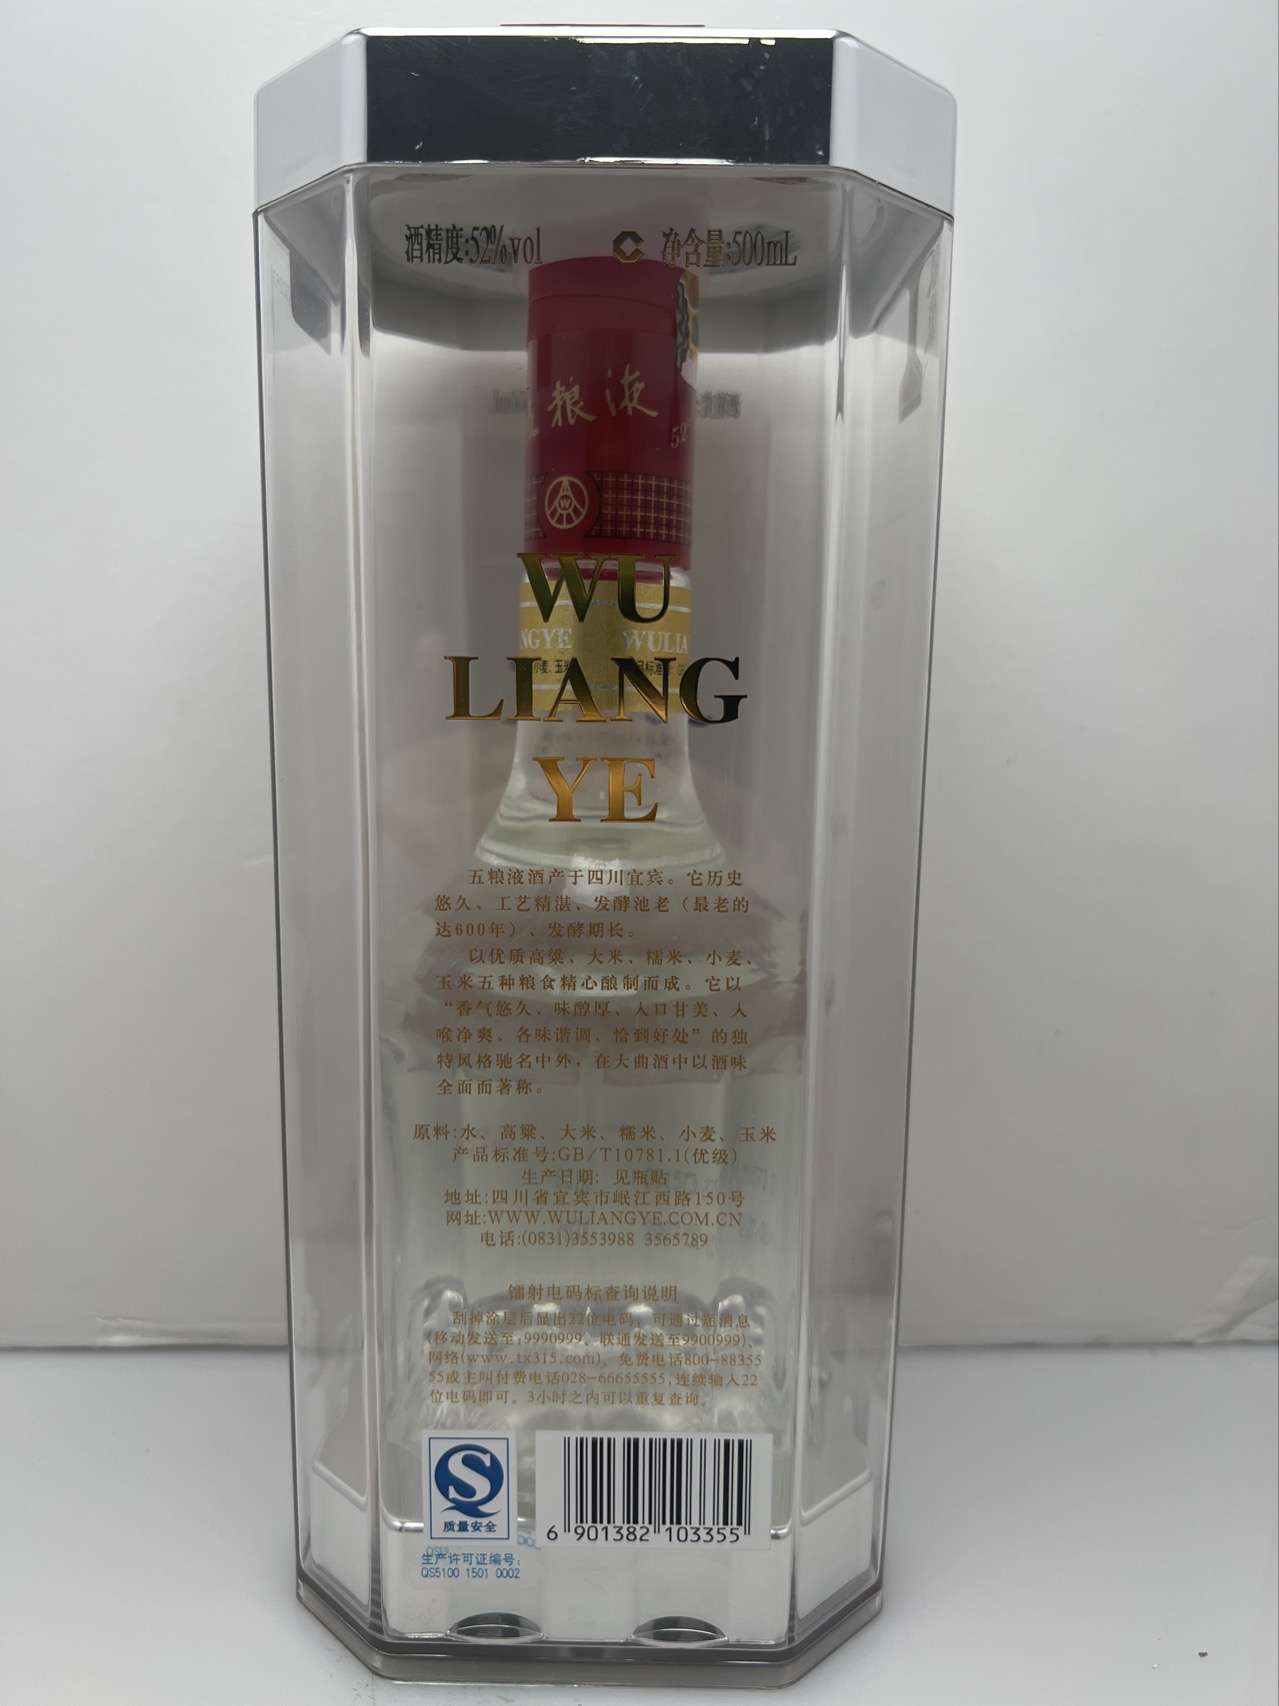 酒精度:52%vol
净含量:500mL
粮液
52
W
WU
NGYE WULIA
小麦、玉米
LIANG
YE
五粮液酒产于四川宜宾。它历史
悠久、工艺精湛、发酵池老（最老的
达600年）、发酵期长。
以优质高粱、大米、糯米、小麦、
玉米五种粮食精心酿制而成。它以
“香气悠久、味醇厚、入口甘美、入
喉净爽、各味谐调、恰到好处”的独
特风格驰名中外，在大曲酒中以酒味
全面而著称。
原料:水、高粱、大米、糯米、小麦、玉米
产品标准号:GB/T10781.1(优级)
生产日期：见瓶贴
地址:四川省宜宾市岷江西路150号
网址:WWW.WULIANGYE.COM.CN
电话:(0831)3553988 3565789
镭射电码标查询说明
刮掉涂层后显出22位电码，可通过短消息
(移动发送至:9990999、联通发送至9900999)、
网络(www.tx315.com)，免费电话800-88355
55或主叫付费电话028-66655555,连续输入22
位电码即可。3小时之内可以重复查询。
质量安全
6 901382 103355
生产许可证编号:
QS5100 1501 0002